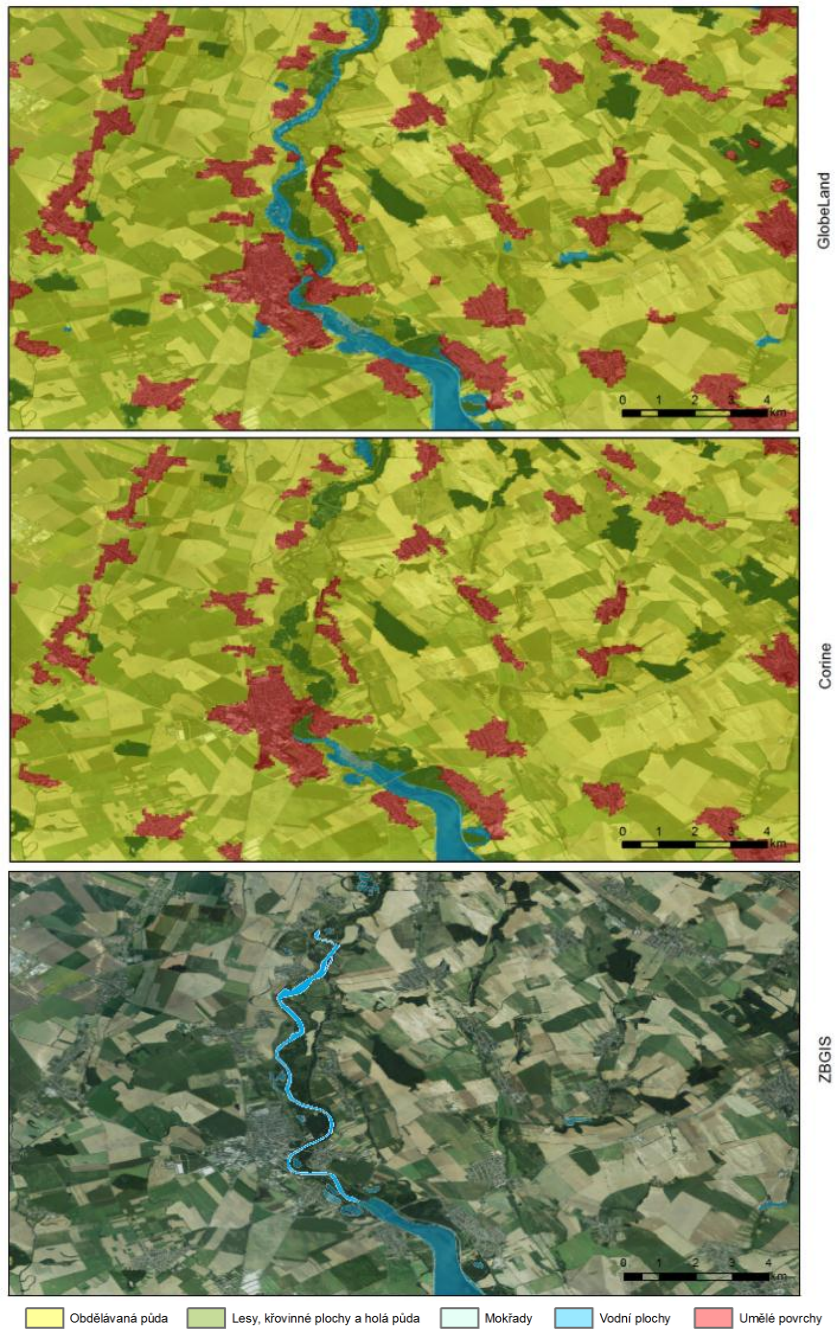 GlobeLand
0 1 2 3 4
km
Corine
0 1 2 3 4
km
ZBGIS
0 1 2 3 4
km
Obdělávaná půda
Lesy, křovinné plochy a holá půda
Mokřady
Vodní plochy
Umělé povrchy